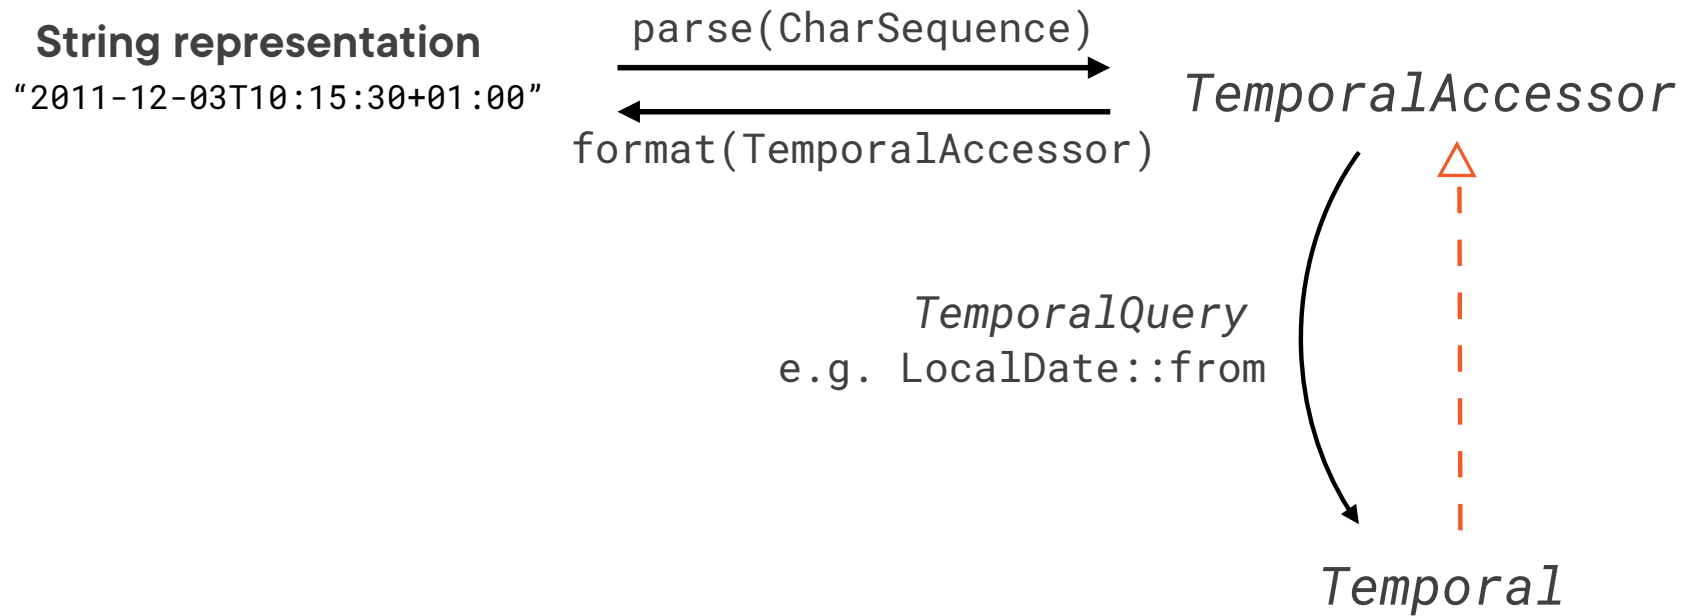 String representation
“2011-12-03T10:15:30+01:00”
parse(CharSequence)
format(TemporalAccessor)
TemporalAccessor
TemporalQuery
e.g. LocalDate::from
Temporal